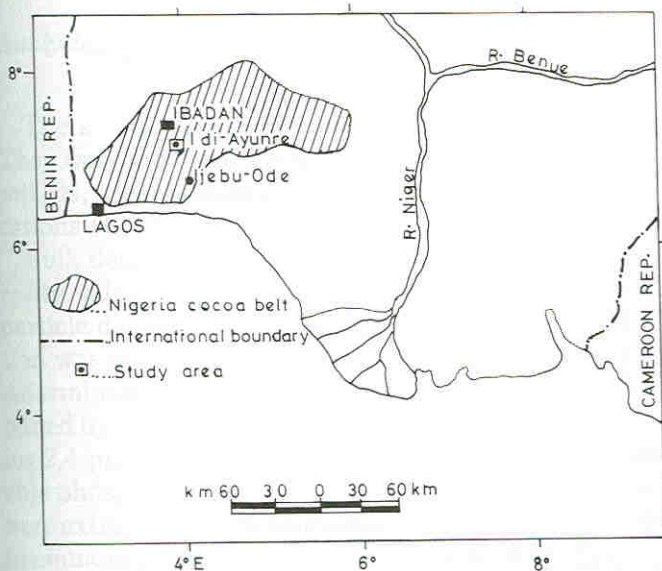 8°
6°
4°
BENIN REP.
R. Benue
IBADAN
Idi-Ayunre
Ijebu-Ode
LAGOS
R. Niger
CAMEROON REP.
Nigeria cocoa belt
International boundary
Study area
km 60 30 0 30 60 km
4°E 6° 8°